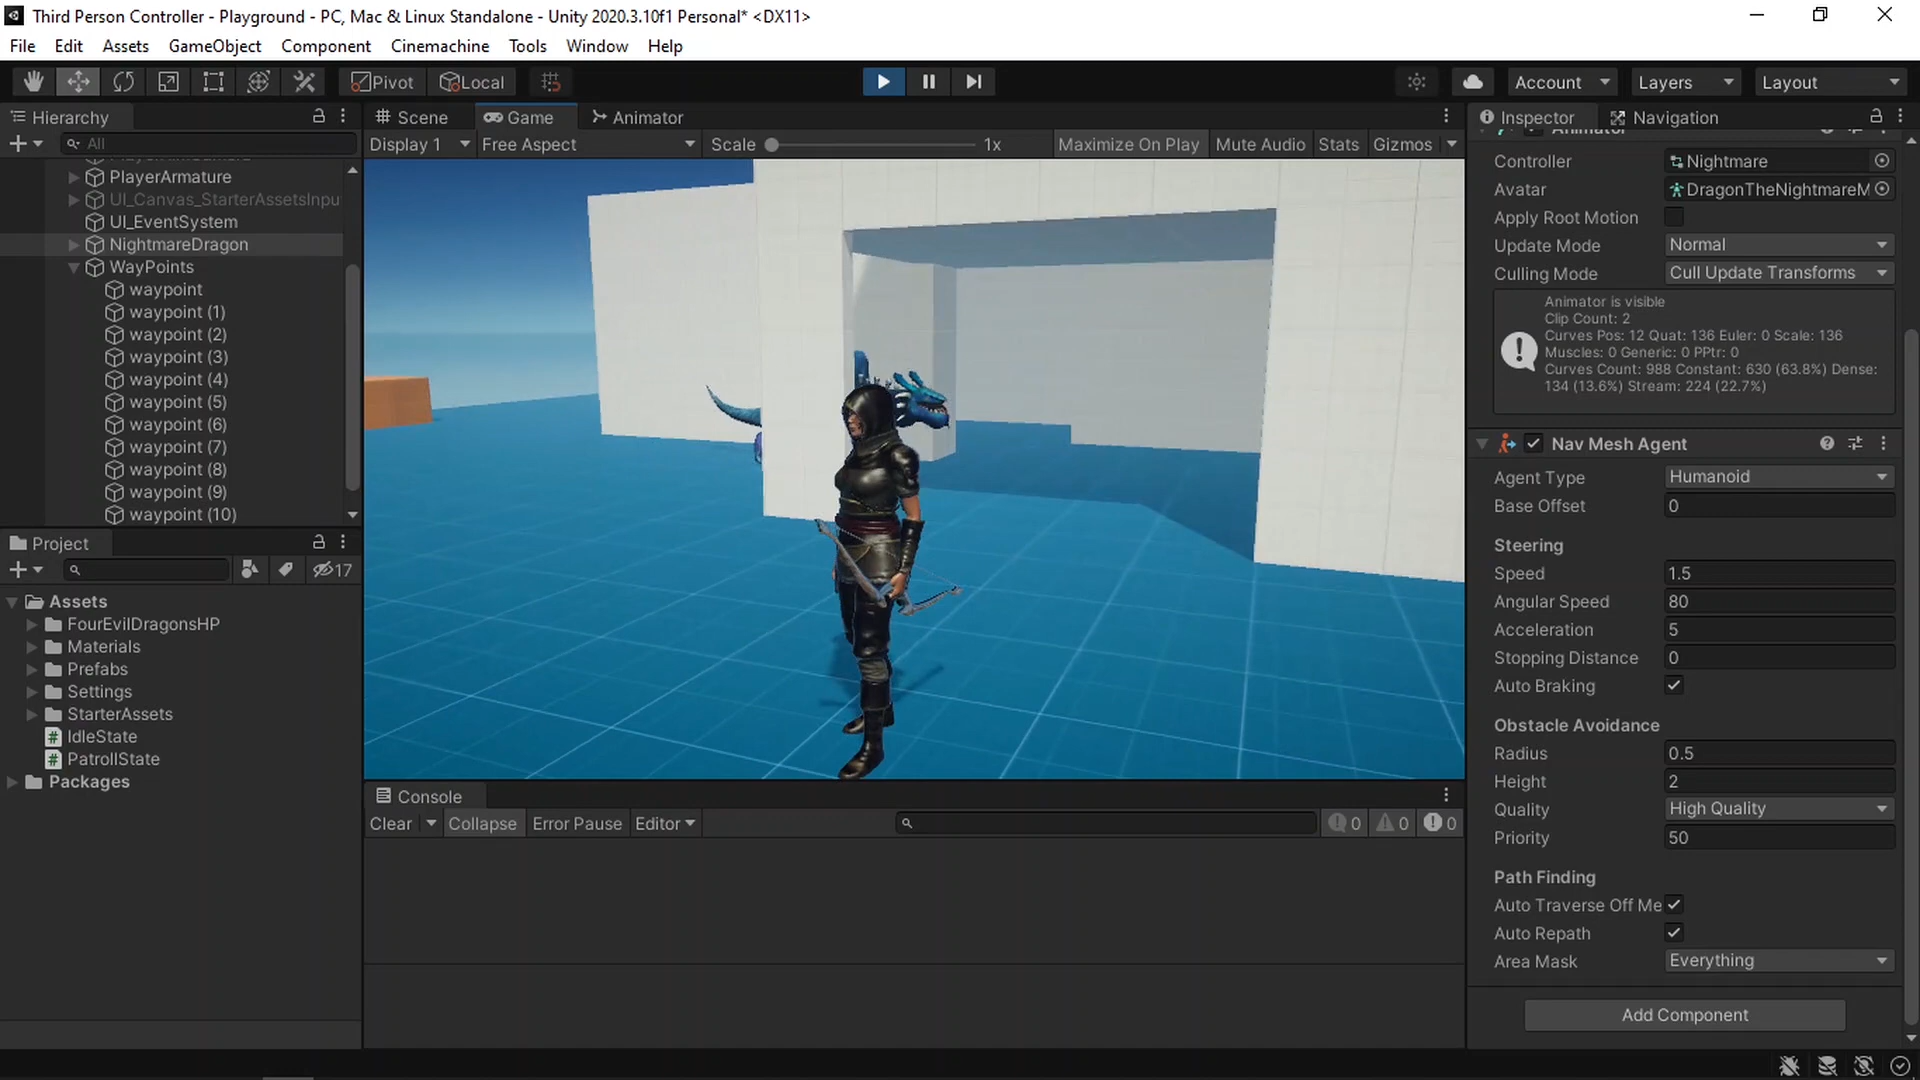 Third Person Controller - Playground - PC, Mac & Linux Standalone - Unity 2020.3.10f1 Personal* <DX11>
File Edit Assets GameObject Component Cinemachine Tools Window Help
Pivot Local Account Layers Layout
Hierarchy
All
PlayerArmature
UI_Canvas_StarterAssetsInpu
UI_EventSystem
NightmareDragon
WayPoints
waypoint
waypoint (1)
waypoint (2)
waypoint (3)
waypoint (4)
waypoint (5)
waypoint (6)
waypoint (7)
waypoint (8)
waypoint (9)
waypoint (10)
Project
17
Assets
FourEvilDragonsHP
Materials
Prefabs
Settings
StarterAssets
IdleState
PatrollState
Packages
Scene Game Animator
Display 1 Free Aspect Scale 1x Maximize On Play Mute Audio Stats Gizmos
Console
Clear Collapse Error Pause Editor 0 0 0
Inspector Navigation
Animator
Controller Nightmare
Avatar DragonTheNightmareM
Apply Root Motion
Update Mode Normal
Culling Mode Cull Update Transforms
Animator is visible
Clip Count: 2
Curves Pos: 12 Quat: 136 Euler: 0 Scale: 136
Muscles: 0 Generic: 0 PPtr: 0
Curves Count: 988 Constant: 630 (63.8%) Dense:
134 (13.6%) Stream: 224 (22.7%)
Nav Mesh Agent
Agent Type Humanoid
Base Offset 0
Steering
Speed 1.5
Angular Speed 80
Acceleration 5
Stopping Distance 0
Auto Braking
Obstacle Avoidance
Radius 0.5
Height 2
Quality High Quality
Priority 50
Path Finding
Auto Traverse Off Me
Auto Repath
Area Mask Everything
Add Component